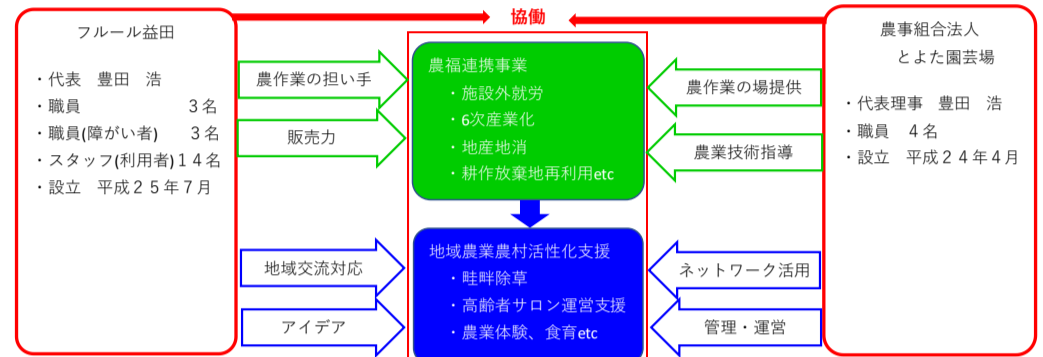 協働
フルール益田
・代表　豊田　浩
・職員　　　　　　３名
・職員(障がい者)　　３名
・スタッフ(利用者)１４名
・設立　平成２５年７月
農作業の担い手
販売力
地域交流対応
アイデア
農福連携事業
・施設外就労
・6次産業化
・地産地消
・耕作放棄地再利用etc
地域農業農村活性化支援
・畦畔除草
・高齢者サロン運営支援
・農業体験、食育etc
農作業の場提供
農業技術指導
ネットワーク活用
管理・運営
農事組合法人
とよた園芸場
・代表理事　豊田　浩
・職員　４名
・設立　平成２４年４月